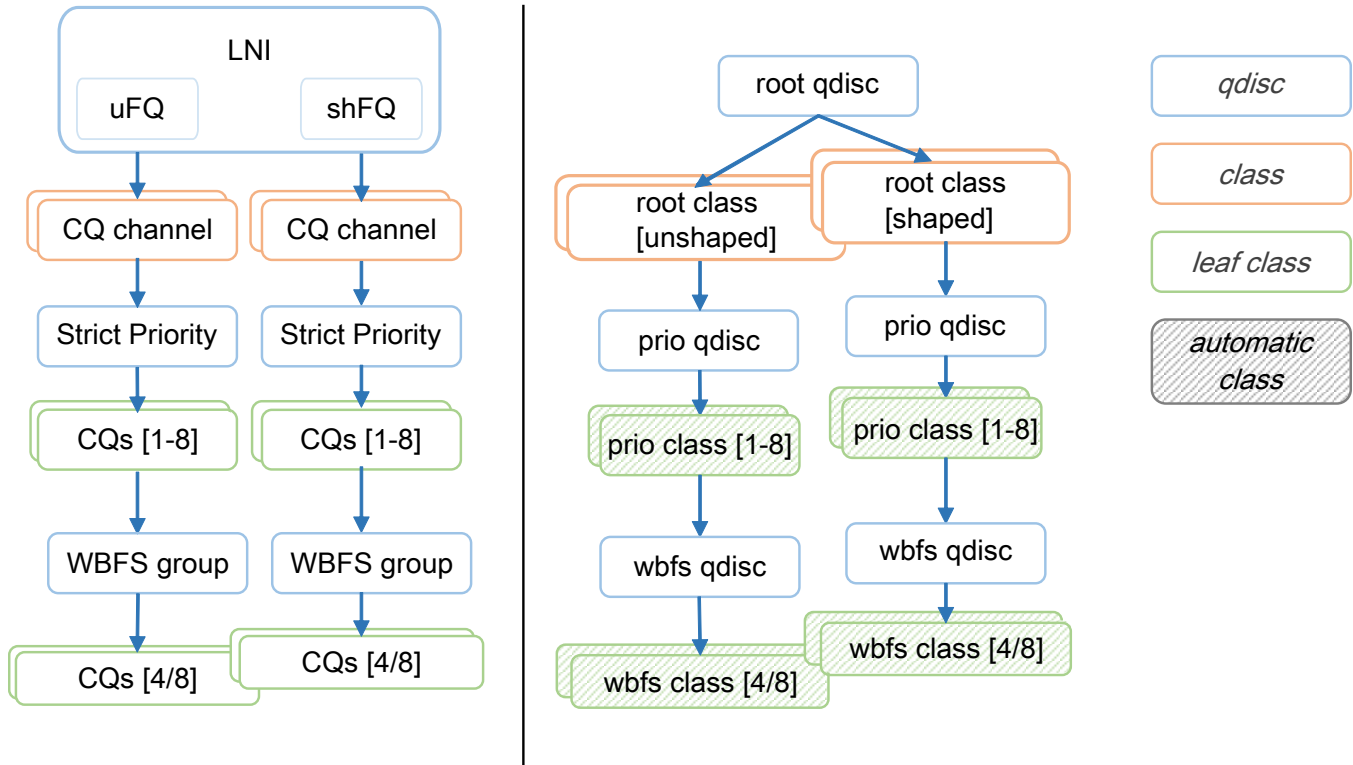 LNI
uFQ
shFQ
CQ channel
CQ channel
Strict Priority
Strict Priority
CQs [1-8]
CQs [1-8]
WBFS group
WBFS group
CQs [4/8]
CQs [4/8]
root qdisc
root class
[unshaped]
root class
[shaped]
prio qdisc
prio qdisc
prio class [1-8]
prio class [1-8]
wbfs qdisc
wbfs qdisc
wbfs class [4/8]
wbfs class [4/8]
qdisc
class
leaf class
automatic
class